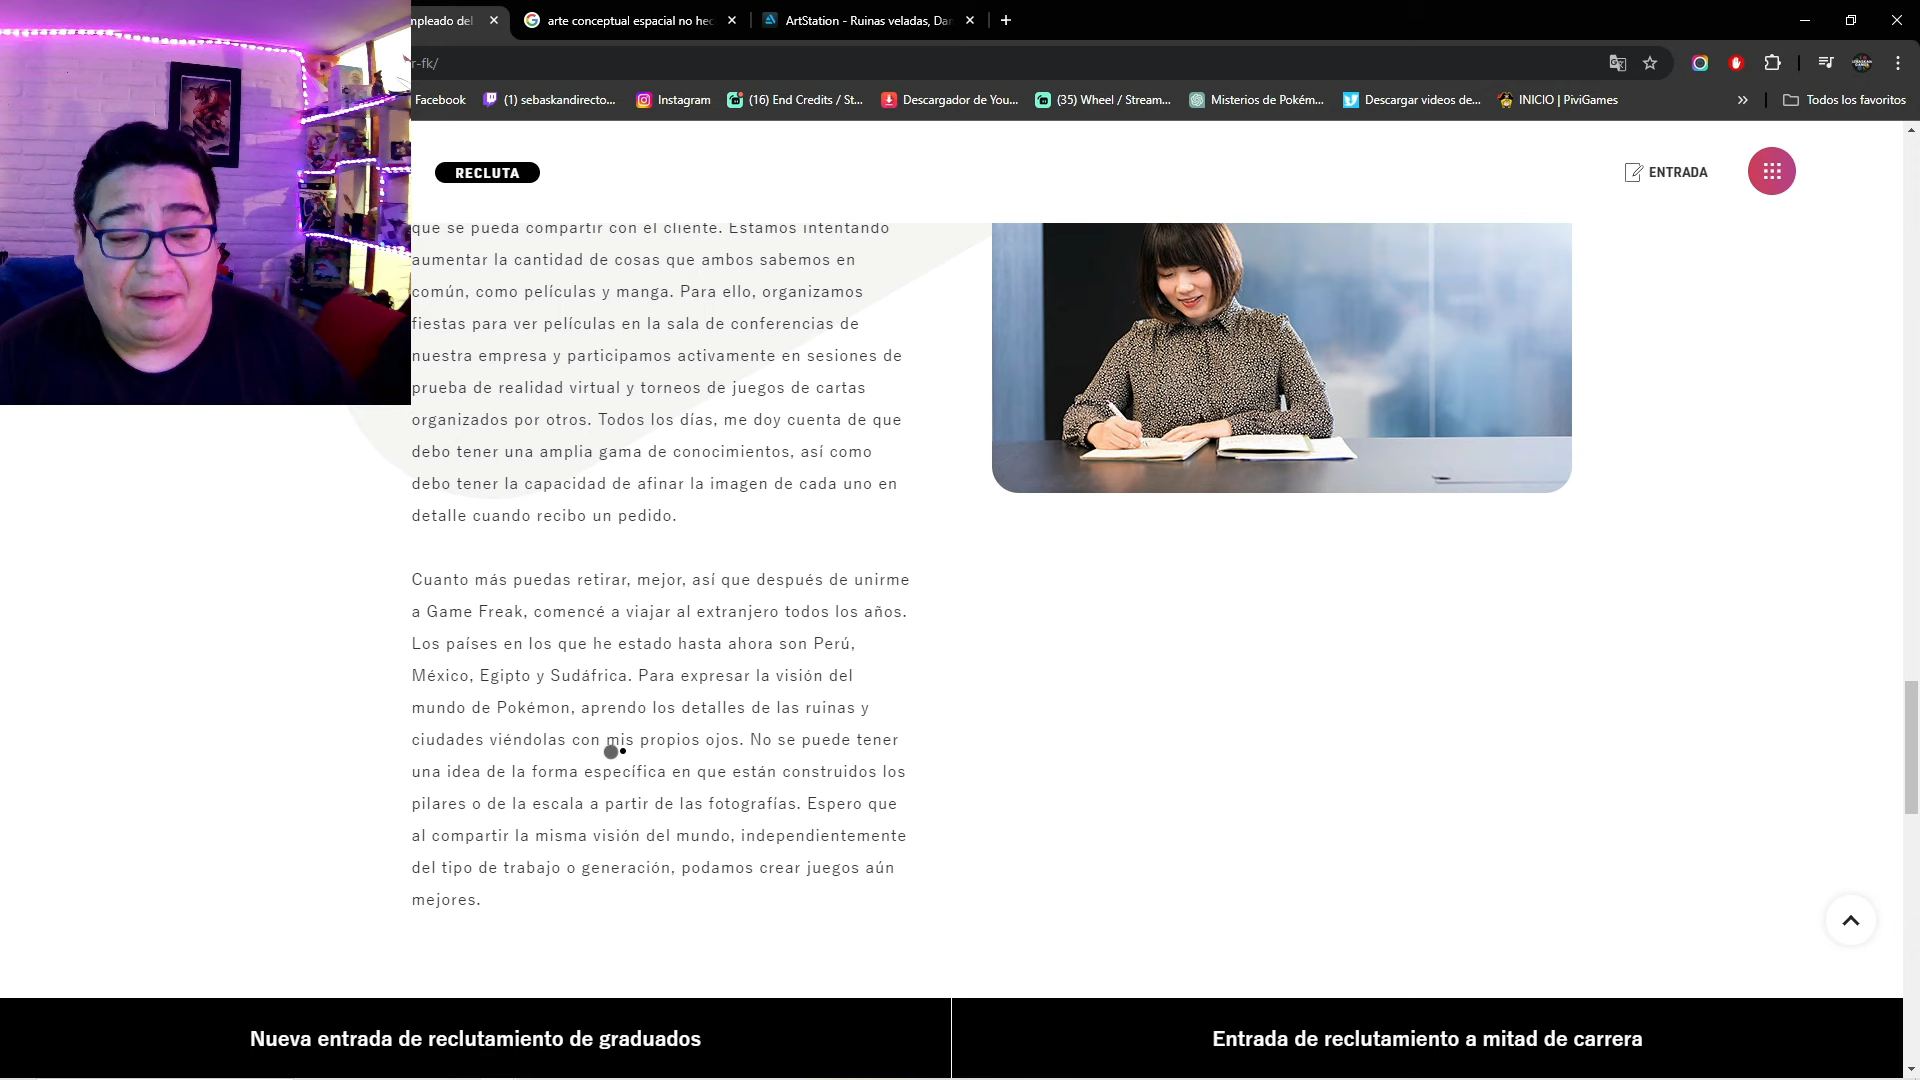 mpleado del
arte conceptual espacial no hec
ArtStation - Ruinas veladas, Dan
r-fk/
Facebook
(1) sebaskandirecto...
Instagram
(16) End Credits / St...
Descargador de You...
(35) Wheel / Stream...
Misterios de Pokém...
Descargar videos de...
INICIO | PiviGames
Todos los favoritos
RECLUTA
ENTRADA
que se pueda compartir con el cliente. Estamos intentando
aumentar la cantidad de cosas que ambos sabemos en
común, como películas y manga. Para ello, organizamos
fiestas para ver películas en la sala de conferencias de
nuestra empresa y participamos activamente en sesiones de
prueba de realidad virtual y torneos de juegos de cartas
organizados por otros. Todos los días, me doy cuenta de que
debo tener una amplia gama de conocimientos, así como
debo tener la capacidad de afinar la imagen de cada uno en
detalle cuando recibo un pedido.
Cuanto más puedas retirar, mejor, así que después de unirme
a Game Freak, comencé a viajar al extranjero todos los años.
Los países en los que he estado hasta ahora son Perú,
México, Egipto y Sudáfrica. Para expresar la visión del
mundo de Pokémon, aprendo los detalles de las ruinas y
ciudades viéndolas con mis propios ojos. No se puede tener
una idea de la forma específica en que están construidos los
pilares o de la escala a partir de las fotografías. Espero que
al compartir la misma visión del mundo, independientemente
del tipo de trabajo o generación, podamos crear juegos aún
mejores.
Nueva entrada de reclutamiento de graduados
Entrada de reclutamiento a mitad de carrera